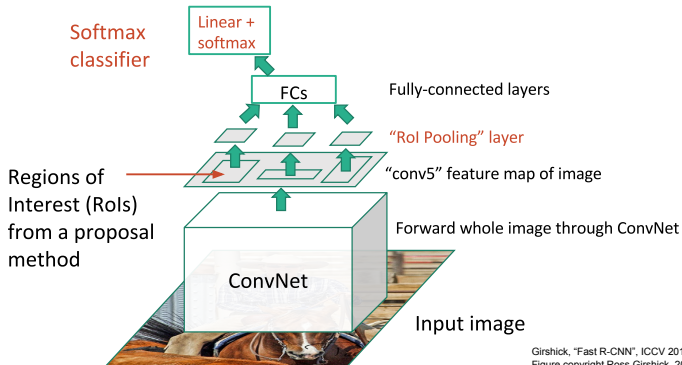 Softmax
classifier
Linear +
softmax
FCs
Fully-connected layers
“RoI Pooling” layer
“conv5” feature map of image
Regions of
Interest (RoIs)
from a proposal
method
Forward whole image through ConvNet
ConvNet
Input image
Girshick, “Fast R-CNN”, ICCV 201
Figure copyright Ross Girshick, 20